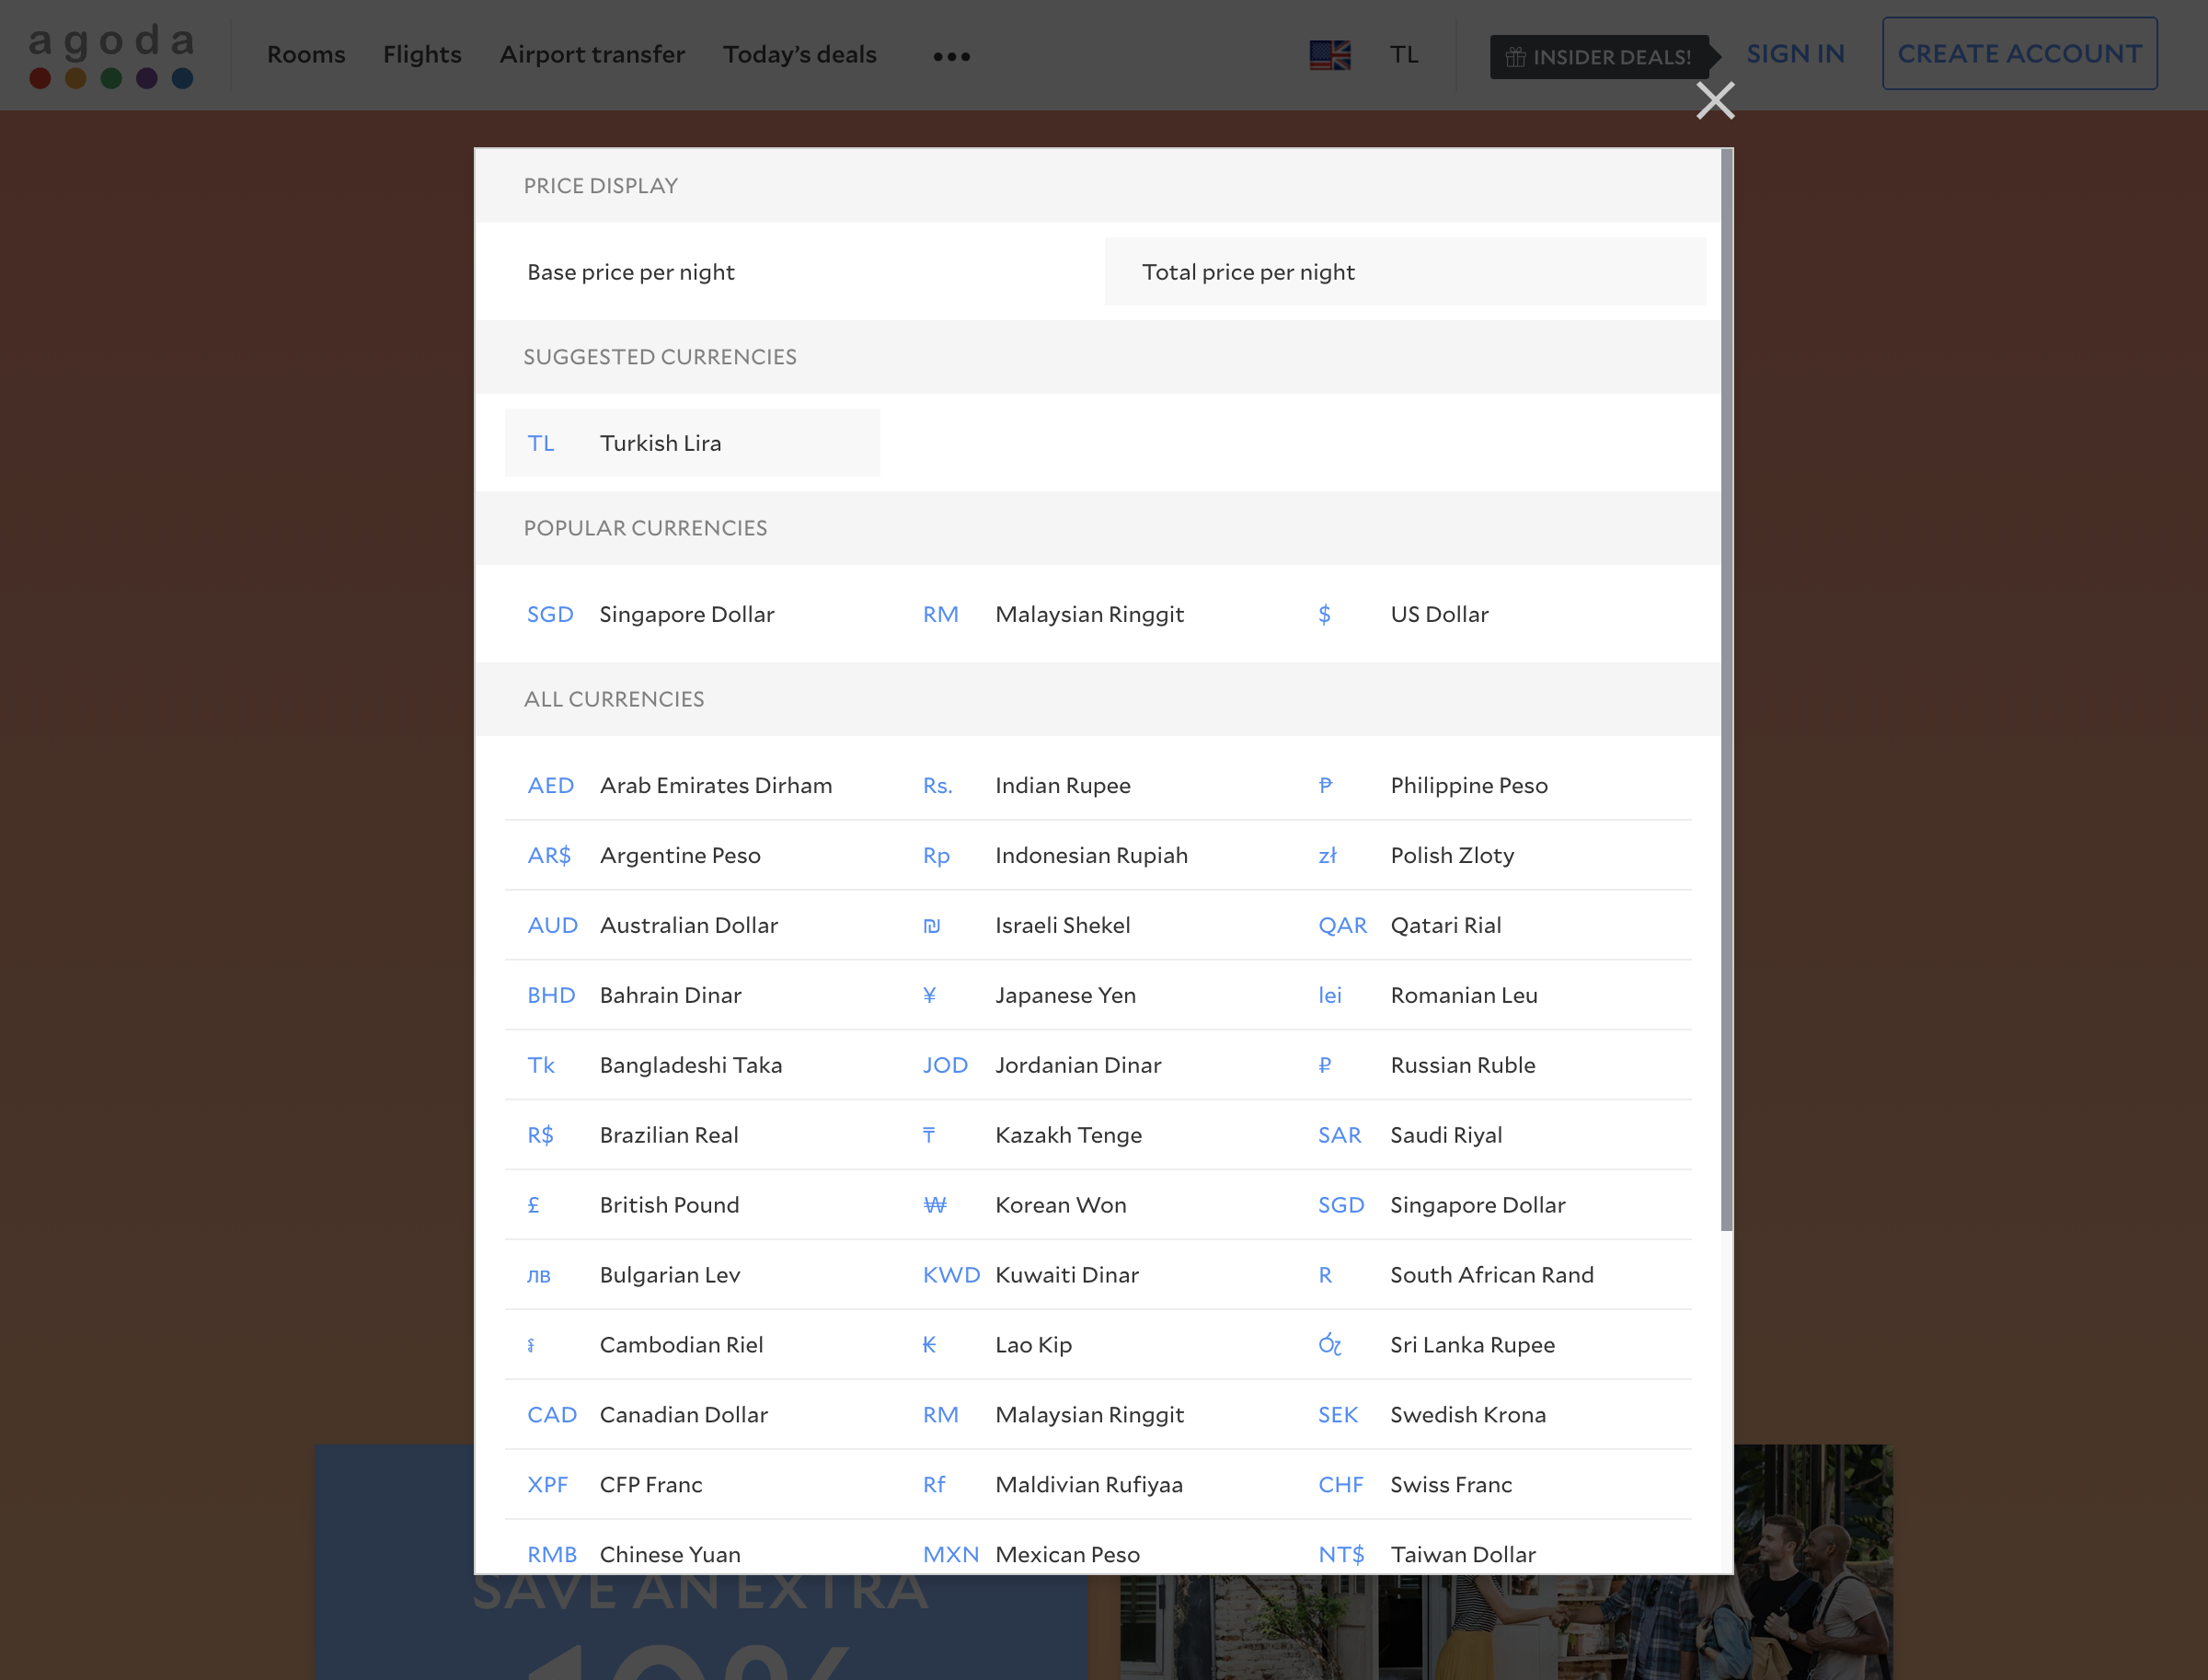 agoda
Rooms Flights Airport transfer Today's deals ••• TL INSIDER DEALS! SIGN IN CREATE ACCOUNT
PRICE DISPLAY
Base price per night Total price per night
SUGGESTED CURRENCIES
TL Turkish Lira
POPULAR CURRENCIES
SGD Singapore Dollar RM Malaysian Ringgit $ US Dollar
ALL CURRENCIES
AED Arab Emirates Dirham Rs. Indian Rupee ₱ Philippine Peso
AR$ Argentine Peso Rp Indonesian Rupiah zł Polish Zloty
AUD Australian Dollar ₪ Israeli Shekel QAR Qatari Rial
BHD Bahrain Dinar ¥ Japanese Yen lei Romanian Leu
Tk Bangladeshi Taka JOD Jordanian Dinar ₽ Russian Ruble
R$ Brazilian Real ₸ Kazakh Tenge SAR Saudi Riyal
£ British Pound ₩ Korean Won SGD Singapore Dollar
лв Bulgarian Lev KWD Kuwaiti Dinar R South African Rand
៛ Cambodian Riel ₭ Lao Kip රු Sri Lanka Rupee
CAD Canadian Dollar RM Malaysian Ringgit SEK Swedish Krona
XPF CFP Franc Rf Maldivian Rufiyaa CHF Swiss Franc
RMB Chinese Yuan MXN Mexican Peso NT$ Taiwan Dollar
SAVE AN EXTRA
10%